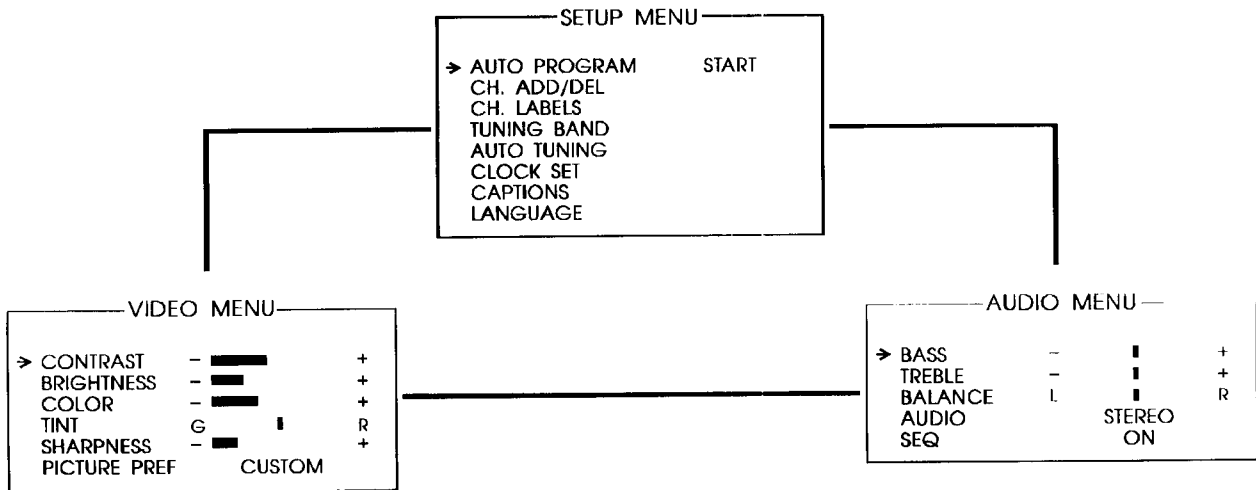 SETUP MENU
→ AUTO PROGRAM START
CH. ADD/DEL
CH. LABELS
TUNING BAND
AUTO TUNING
CLOCK SET
CAPTIONS
LANGUAGE
VIDEO MENU
→ CONTRAST - +
BRIGHTNESS - +
COLOR - +
TINT G R
SHARPNESS - +
PICTURE PREF CUSTOM
AUDIO MENU
→ BASS - +
TREBLE - +
BALANCE L R
AUDIO STEREO
SEQ ON